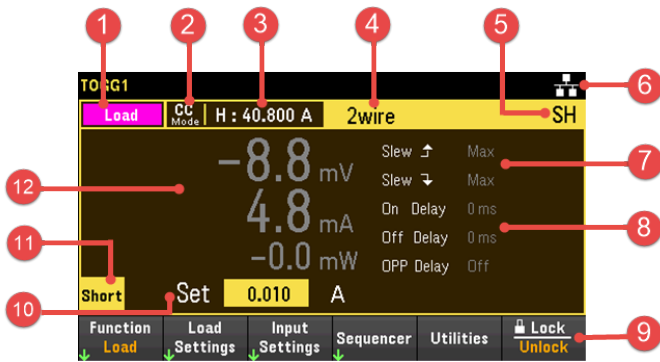 1 2 3 4 5
TOGG1 6
Load CC Mode H : 40.800 A 2wire SH
-8.8 mV Slew Max 7
12 4.8 mA Slew Max
On Delay 0 ms 8
11 Off Delay 0 ms
-0.0 mW OPP Delay Off
10 Short Set 0.010 A
Function Load Load Settings Input Settings Sequencer Utilities Lock Unlock 9